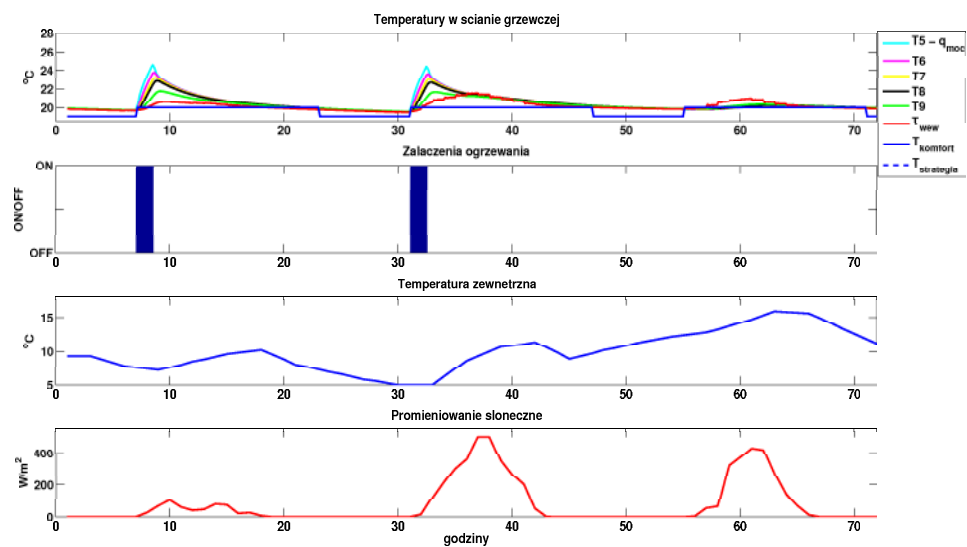 Temperatury w scianie grzewczej
28
26
24
22
20
°C
0 10 20 30 40 50 60 70
T5 – q moc
T6
T7
T8
T9
T wew
T komfort
T strategia
Zalaczenia ogrzewania
ON
ON/OFF
OFF
0 10 20 30 40 50 60 70
Temperatura zewnetrzna
15
10
5
°C
0 10 20 30 40 50 60 70
Promieniowanie sloneczne
400
200
0
W/m²
0 10 20 30 40 50 60 70
godziny